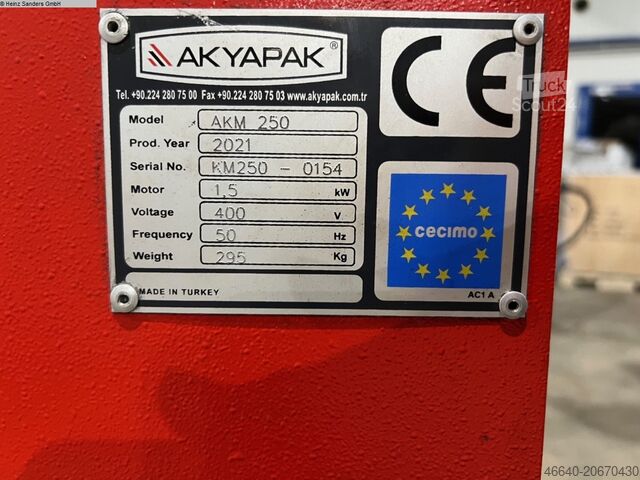 © Heinz Sanders GmbH
AKYAPAK®
Tel. +90.224 280 75 00 Fax +90.224 280 75 03 www.akyapak.com.tr
Model AKM 250
Prod. Year 2021
Serial No. KM250 - 0154
Motor 1,5 kW
Voltage 400 V
Frequency 50 Hz
Weight 295 Kg
MADE IN TURKEY
CE
Truck
Scout24
cecimo
AC1 A
46640-20670430